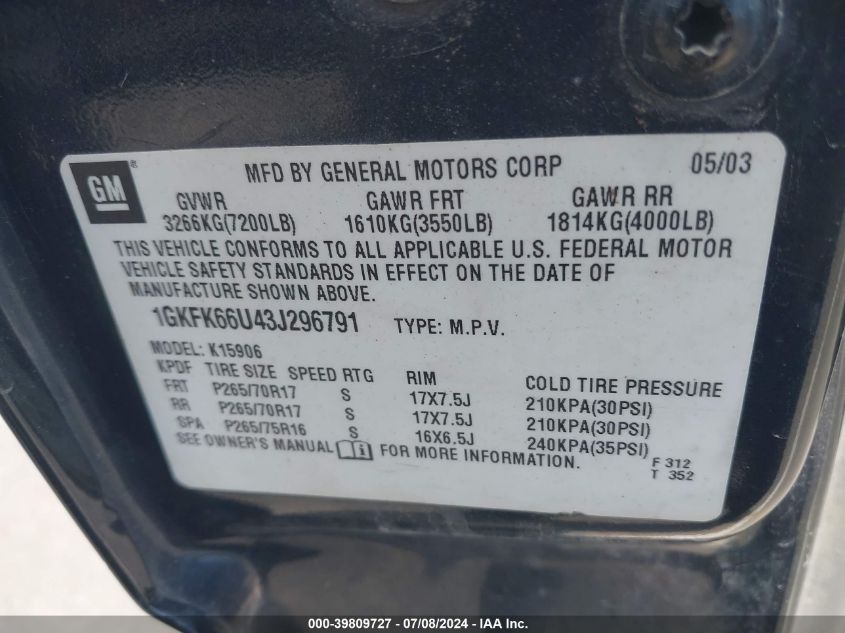 GM
MFD BY GENERAL MOTORS CORP 05/03
GVWR GAWR FRT GAWR RR
3266KG(7200LB) 1610KG(3550LB) 1814KG(4000LB)
THIS VEHICLE CONFORMS TO ALL APPLICABLE U.S. FEDERAL MOTOR
VEHICLE SAFETY STANDARDS IN EFFECT ON THE DATE OF
MANUFACTURE SHOWN ABOVE.
1GKFK66U43J296791 TYPE: M.P.V.
MODEL: K15906
KPDF TIRE SIZE SPEED RTG RIM COLD TIRE PRESSURE
FRT P265/70R17 S 17X7.5J 210KPA(30PSI)
RR P265/70R17 S 17X7.5J 210KPA(30PSI)
SPA P265/75R16 S 16X6.5J 240KPA(35PSI)
SEE OWNER'S MANUAL FOR MORE INFORMATION.
F 312
T 352
000-39809727 - 07/08/2024 - IAA, Inc.